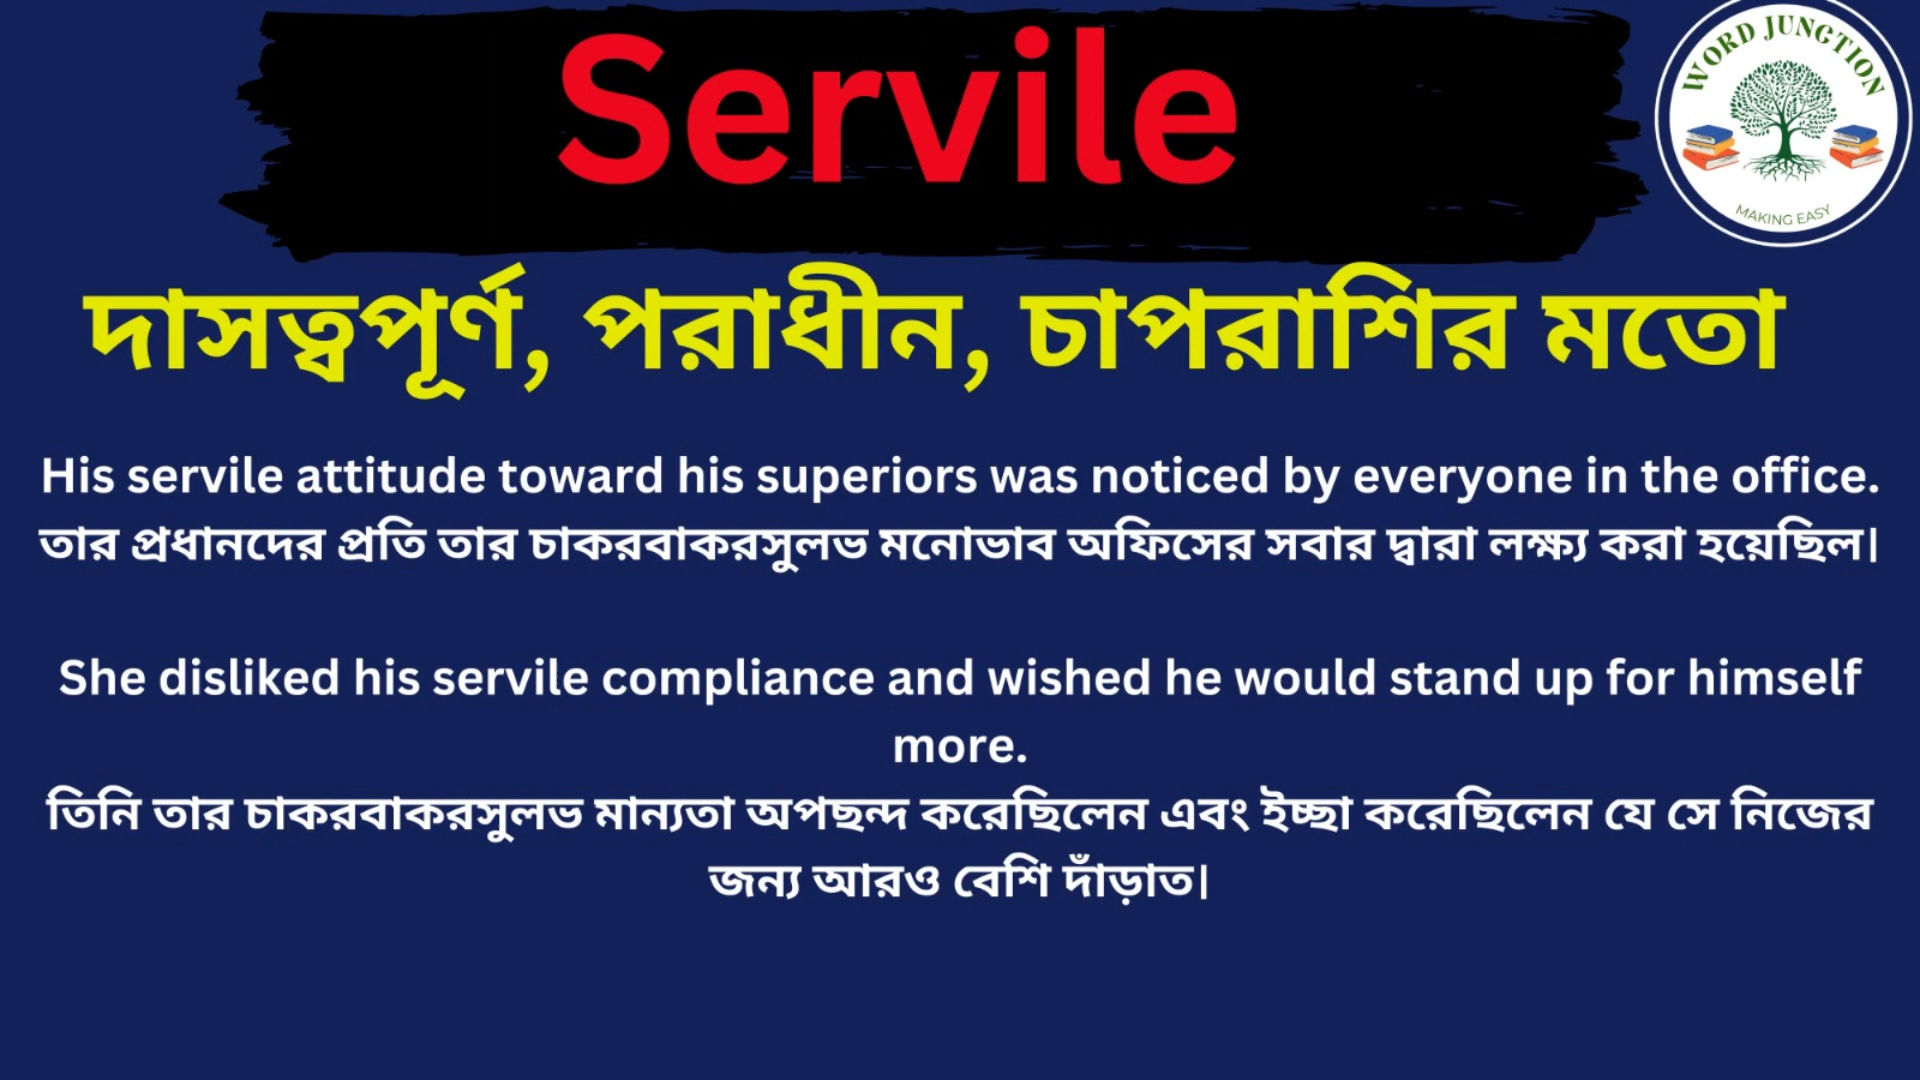 Servile
WORD JUNCTION
MAKING EASY
দাসত্বপূর্ণ, পরাধীন, চাপরাশির মতো
His servile attitude toward his superiors was noticed by everyone in the office.
তার প্রধানদের প্রতি তার চাকরবাকরসুলভ মনোভাব অফিসের সবার দ্বারা লক্ষ্য করা হয়েছিল।
She disliked his servile compliance and wished he would stand up for himself
more.
তিনি তার চাকরবাকরসুলভ মান্যতা অপছন্দ করেছিলেন এবং ইচ্ছা করেছিলেন যে সে নিজের
জন্য আরও বেশি দাঁড়াত।